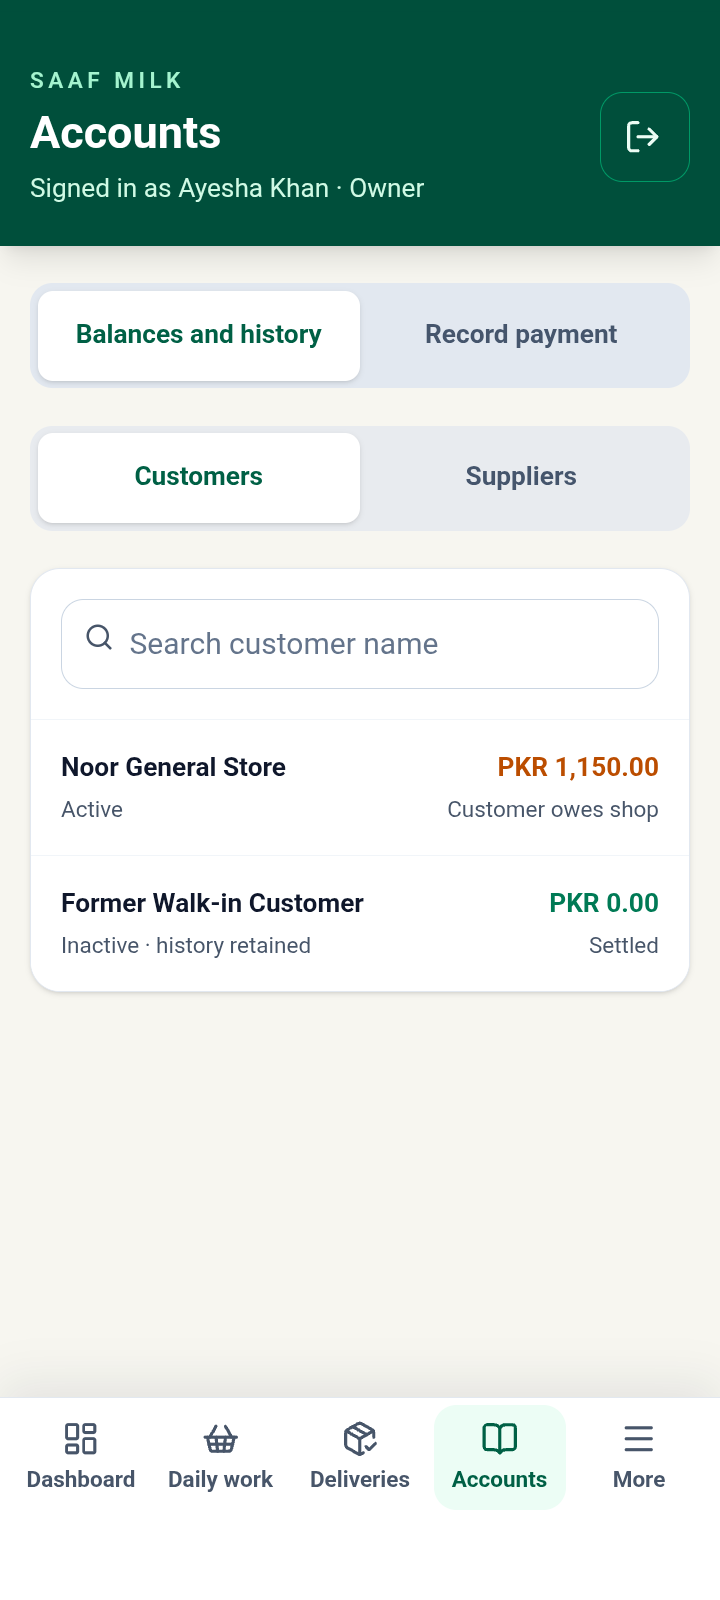 SAAF MILK
Accounts
Signed in as Ayesha Khan · Owner
Balances and history
Record payment
Customers
Suppliers
Search customer name
Noor General Store
PKR 1,150.00
Active
Customer owes shop
Former Walk-in Customer
PKR 0.00
Inactive · history retained
Settled
Dashboard
Daily work
Deliveries
Accounts
More